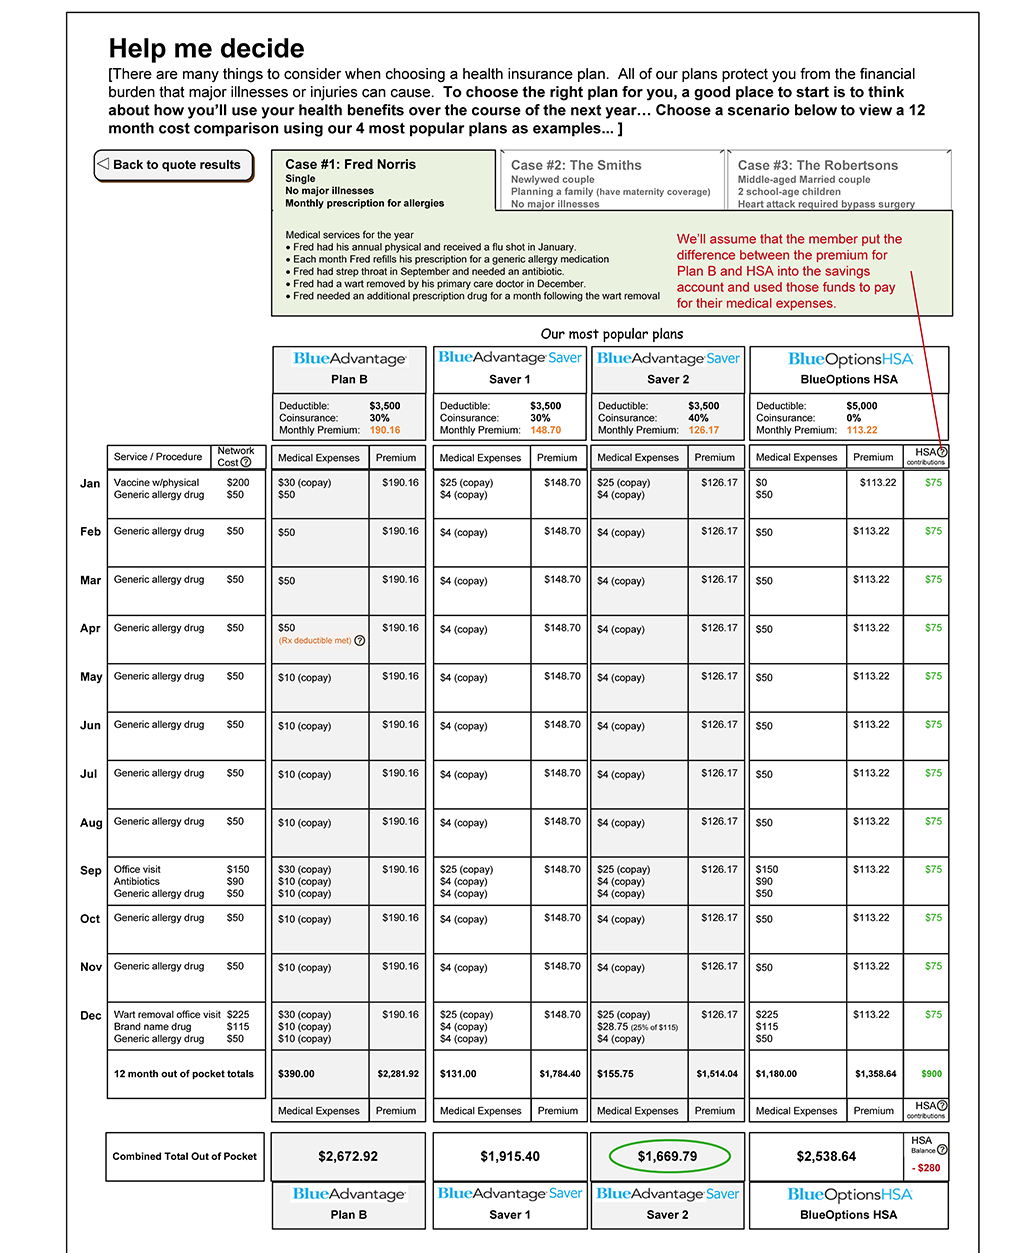 Help me decide
[There are many things to consider when choosing a health insurance plan.  All of our plans protect you from the financial
burden that major illnesses or injuries can cause.  To choose the right plan for you, a good place to start is to think
about how you'll use your health benefits over the course of the next year... Choose a scenario below to view a 12
month cost comparison using our 4 most popular plans as examples... ]
Back to quote results
Case #1: Fred Norris
Single
No major illnesses
Monthly prescription for allergies
Case #2: The Smiths
Newlywed couple
Planning a family (have maternity coverage)
No major illnesses
Case #3: The Robertsons
Middle-aged Married couple
2 school-age children
Heart attack required bypass surgery
Medical services for the year
• Fred had his annual physical and received a flu shot in January.
• Each month Fred refills his prescription for a generic allergy medication
• Fred had strep throat in September and needed an antibiotic.
• Fred had a wart removed by his primary care doctor in December.
• Fred needed an additional prescription drug for a month following the wart removal
We'll assume that the member put the
difference between the premium for
Plan B and HSA into the savings
account and used those funds to pay
for their medical expenses.
Our most popular plans
BlueAdvantage BlueAdvantage Saver BlueAdvantage Saver BlueOptionsHSA
Plan B Saver 1 Saver 2 BlueOptions HSA
Deductible: $3,500 Deductible: $3,500 Deductible: $3,500 Deductible: $5,000
Coinsurance: 30% Coinsurance: 30% Coinsurance: 40% Coinsurance: 0%
Monthly Premium: 190.16 Monthly Premium: 148.70 Monthly Premium: 126.17 Monthly Premium: 113.22
Service / Procedure Network Cost ? Medical Expenses Premium Medical Expenses Premium Medical Expenses Premium Medical Expenses Premium HSA ? contributions
Jan Vaccine w/physical $200 $30 (copay) $190.16 $25 (copay) $148.70 $25 (copay) $126.17 $0 $113.22 $75
Generic allergy drug $50 $50 $4 (copay) $4 (copay) $50
Feb Generic allergy drug $50 $50 $190.16 $4 (copay) $148.70 $4 (copay) $126.17 $50 $113.22 $75
Mar Generic allergy drug $50 $50 $190.16 $4 (copay) $148.70 $4 (copay) $126.17 $50 $113.22 $75
Apr Generic allergy drug $50 $50 $190.16 $4 (copay) $148.70 $4 (copay) $126.17 $50 $113.22 $75
(Rx deductible met) ?
May Generic allergy drug $50 $10 (copay) $190.16 $4 (copay) $148.70 $4 (copay) $126.17 $50 $113.22 $75
Jun Generic allergy drug $50 $10 (copay) $190.16 $4 (copay) $148.70 $4 (copay) $126.17 $50 $113.22 $75
Jul Generic allergy drug $50 $10 (copay) $190.16 $4 (copay) $148.70 $4 (copay) $126.17 $50 $113.22 $75
Aug Generic allergy drug $50 $10 (copay) $190.16 $4 (copay) $148.70 $4 (copay) $126.17 $50 $113.22 $75
Sep Office visit $150 $30 (copay) $190.16 $25 (copay) $148.70 $25 (copay) $126.17 $150 $113.22 $75
Antibiotics $90 $10 (copay) $4 (copay) $4 (copay) $90
Generic allergy drug $50 $10 (copay) $4 (copay) $4 (copay) $50
Oct Generic allergy drug $50 $10 (copay) $190.16 $4 (copay) $148.70 $4 (copay) $126.17 $50 $113.22 $75
Nov Generic allergy drug $50 $10 (copay) $190.16 $4 (copay) $148.70 $4 (copay) $126.17 $50 $113.22 $75
Dec Wart removal office visit $225 $30 (copay) $190.16 $25 (copay) $148.70 $25 (copay) $126.17 $225 $113.22 $75
Brand name drug $115 $10 (copay) $4 (copay) $28.75 (25% of $115) $115
Generic allergy drug $50 $10 (copay) $4 (copay) $4 (copay) $50
12 month out of pocket totals $390.00 $2,281.92 $131.00 $1,784.40 $155.75 $1,514.04 $1,180.00 $1,358.64 $900
Medical Expenses Premium Medical Expenses Premium Medical Expenses Premium Medical Expenses Premium HSA ? contributions
Combined Total Out of Pocket $2,672.92 $1,915.40 $1,669.79 $2,538.64 HSA Balance ? - $280
BlueAdvantage BlueAdvantage Saver BlueAdvantage Saver BlueOptionsHSA
Plan B Saver 1 Saver 2 BlueOptions HSA